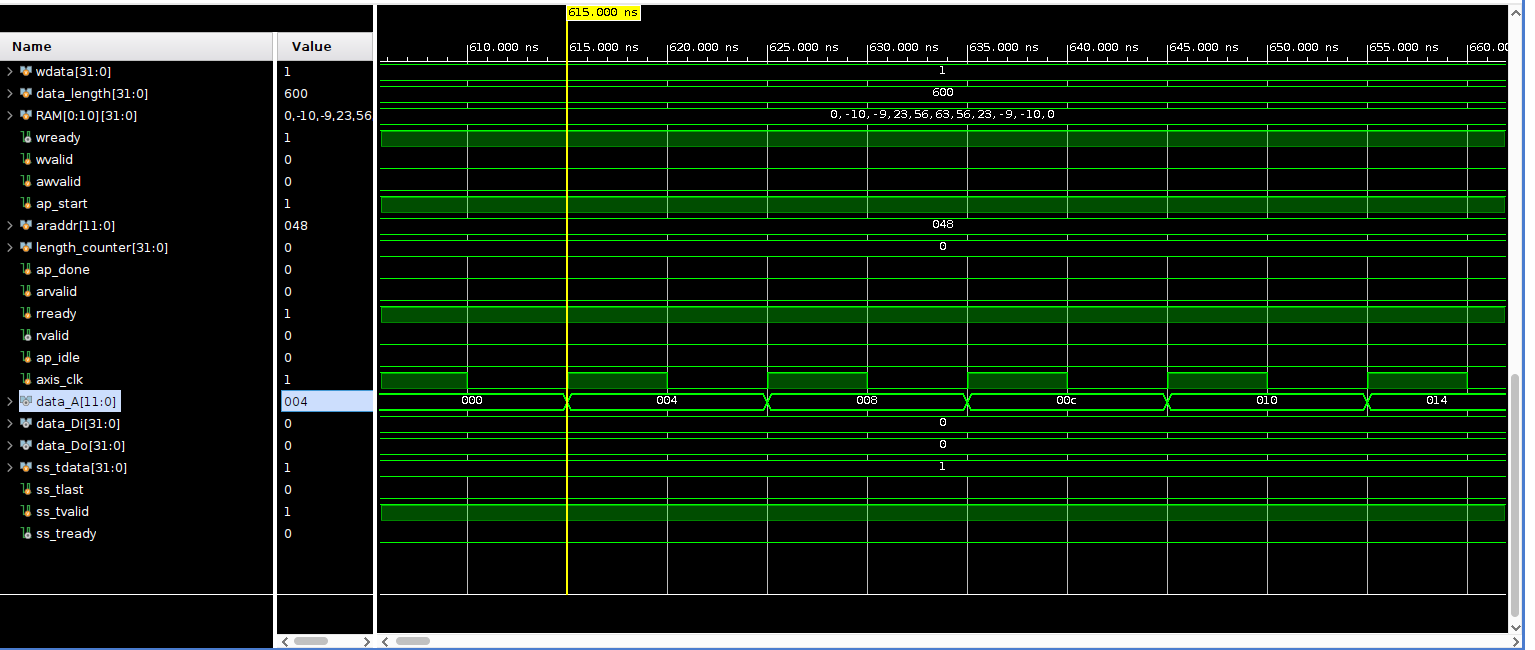 615.000 ns
Name Value 610.000 ns 615.000 ns 620.000 ns 625.000 ns 630.000 ns 635.000 ns 640.000 ns 645.000 ns 650.000 ns 655.000 ns 660.00
wdata[31:0] 1 1
data_length[31:0] 600 600
RAM[0:10][31:0] 0,-10,-9,23,56 0,-10,-9,23,56,63,56,23,-9,-10,0
wready 1
wvalid 0
awvalid 0
ap_start 1
araddr[11:0] 048 048
length_counter[31:0] 0 0
ap_done 0
arvalid 0
rready 1
rvalid 0
ap_idle 0
axis_clk 1
data_A[11:0] 004 000 004 008 00c 010 014
data_Di[31:0] 0 0
data_Do[31:0] 0 0
ss_tdata[31:0] 1 1
ss_tlast 0
ss_tvalid 1
ss_tready 0